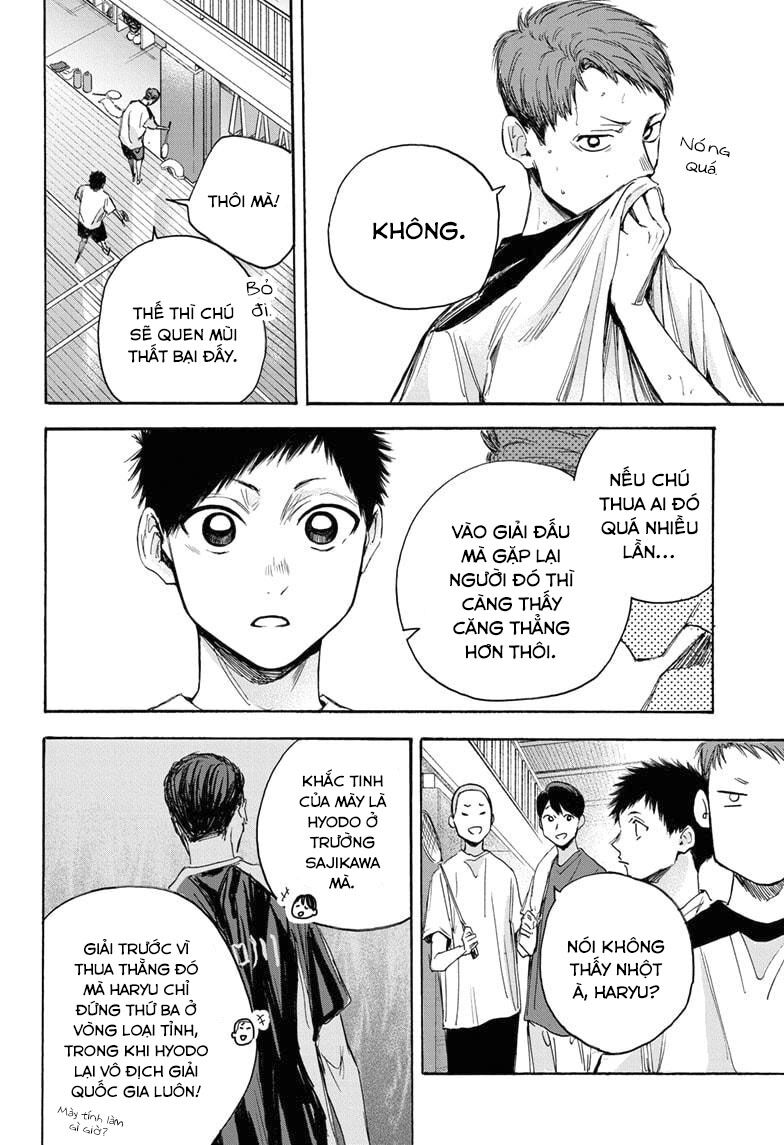 KHÔNG.
Nóng
Quá
THÔI MÀ!
Bỏ
đi.
THẾ THÌ CHÚ
SẼ QUEN MÙI
THẤT BẠI ĐẤY.
NẾU CHÚ
THUA AI ĐÓ
QUÁ NHIỀU
LẦN...
VÀO GIẢI ĐẤU
MÀ GẶP LẠI
NGƯỜI ĐÓ THÌ
CÀNG THẤY
CĂNG THẲNG
HƠN THÔI.
NÓI KHÔNG
THẤY NHỘT
À, HARYU?
KHẮC TINH
CỦA MÀY LÀ
HYODO Ở
TRƯỜNG
SAJIKAWA
MÀ.
GIẢI TRƯỚC VÌ
THUA THẰNG ĐÓ
MÀ HARYU CHỈ
ĐỨNG THỨ BA Ở
VÒNG LOẠI TỈNH,
TRONG KHI HYODO
LẠI VÔ ĐỊCH GIẢI
QUỐC GIA LUÔN!
Mày tính làm
gì giờ?